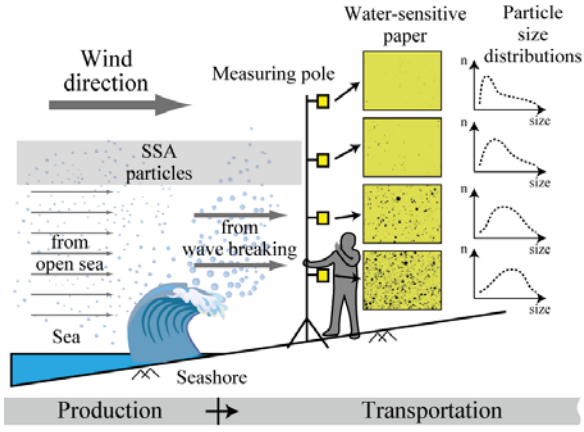 Wind
direction
Measuring pole
Water-sensitive
paper
Particle
size
distributions
SSA
particles
from
open sea
from
wave breaking
n
size
n
size
n
size
n
size
Sea
Seashore
Production
Transportation